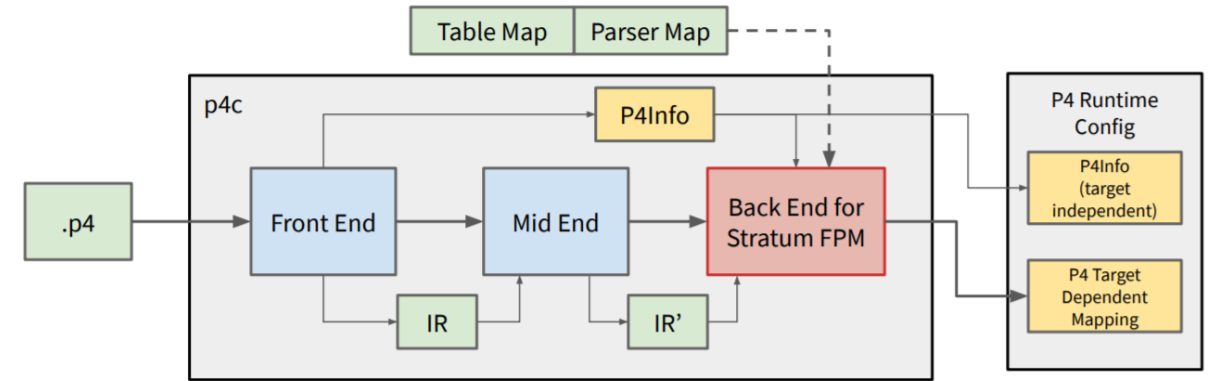 Table Map
Parser Map
p4c
P4Info
P4 Runtime
Config
P4Info
(target
independent)
.p4
Front End
Mid End
Back End for
Stratum FPM
IR
IR’
P4 Target
Dependent
Mapping